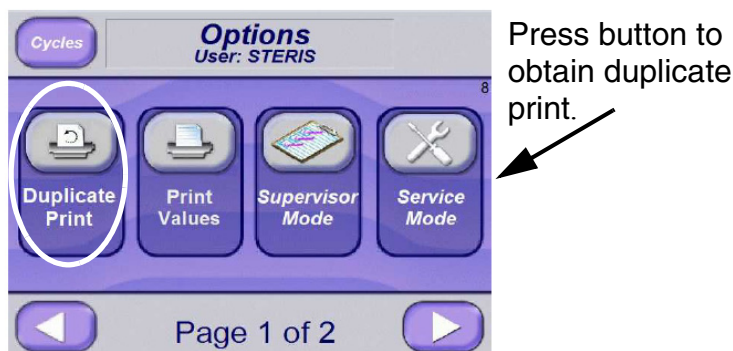 Cycles
Options
User: STERIS
8
Duplicate
Print
Print
Values
Supervisor
Mode
Service
Mode
Page 1 of 2
Press button to
obtain duplicate
print.